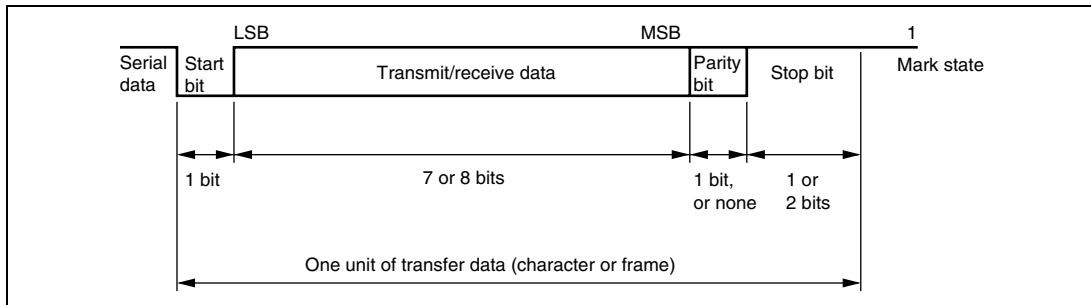 LSB
MSB
1
Serial
data
Start
bit
Transmit/receive data
Parity
bit
Stop bit
Mark state
1 bit
7 or 8 bits
1 bit,
or none
1 or
2 bits
One unit of transfer data (character or frame)